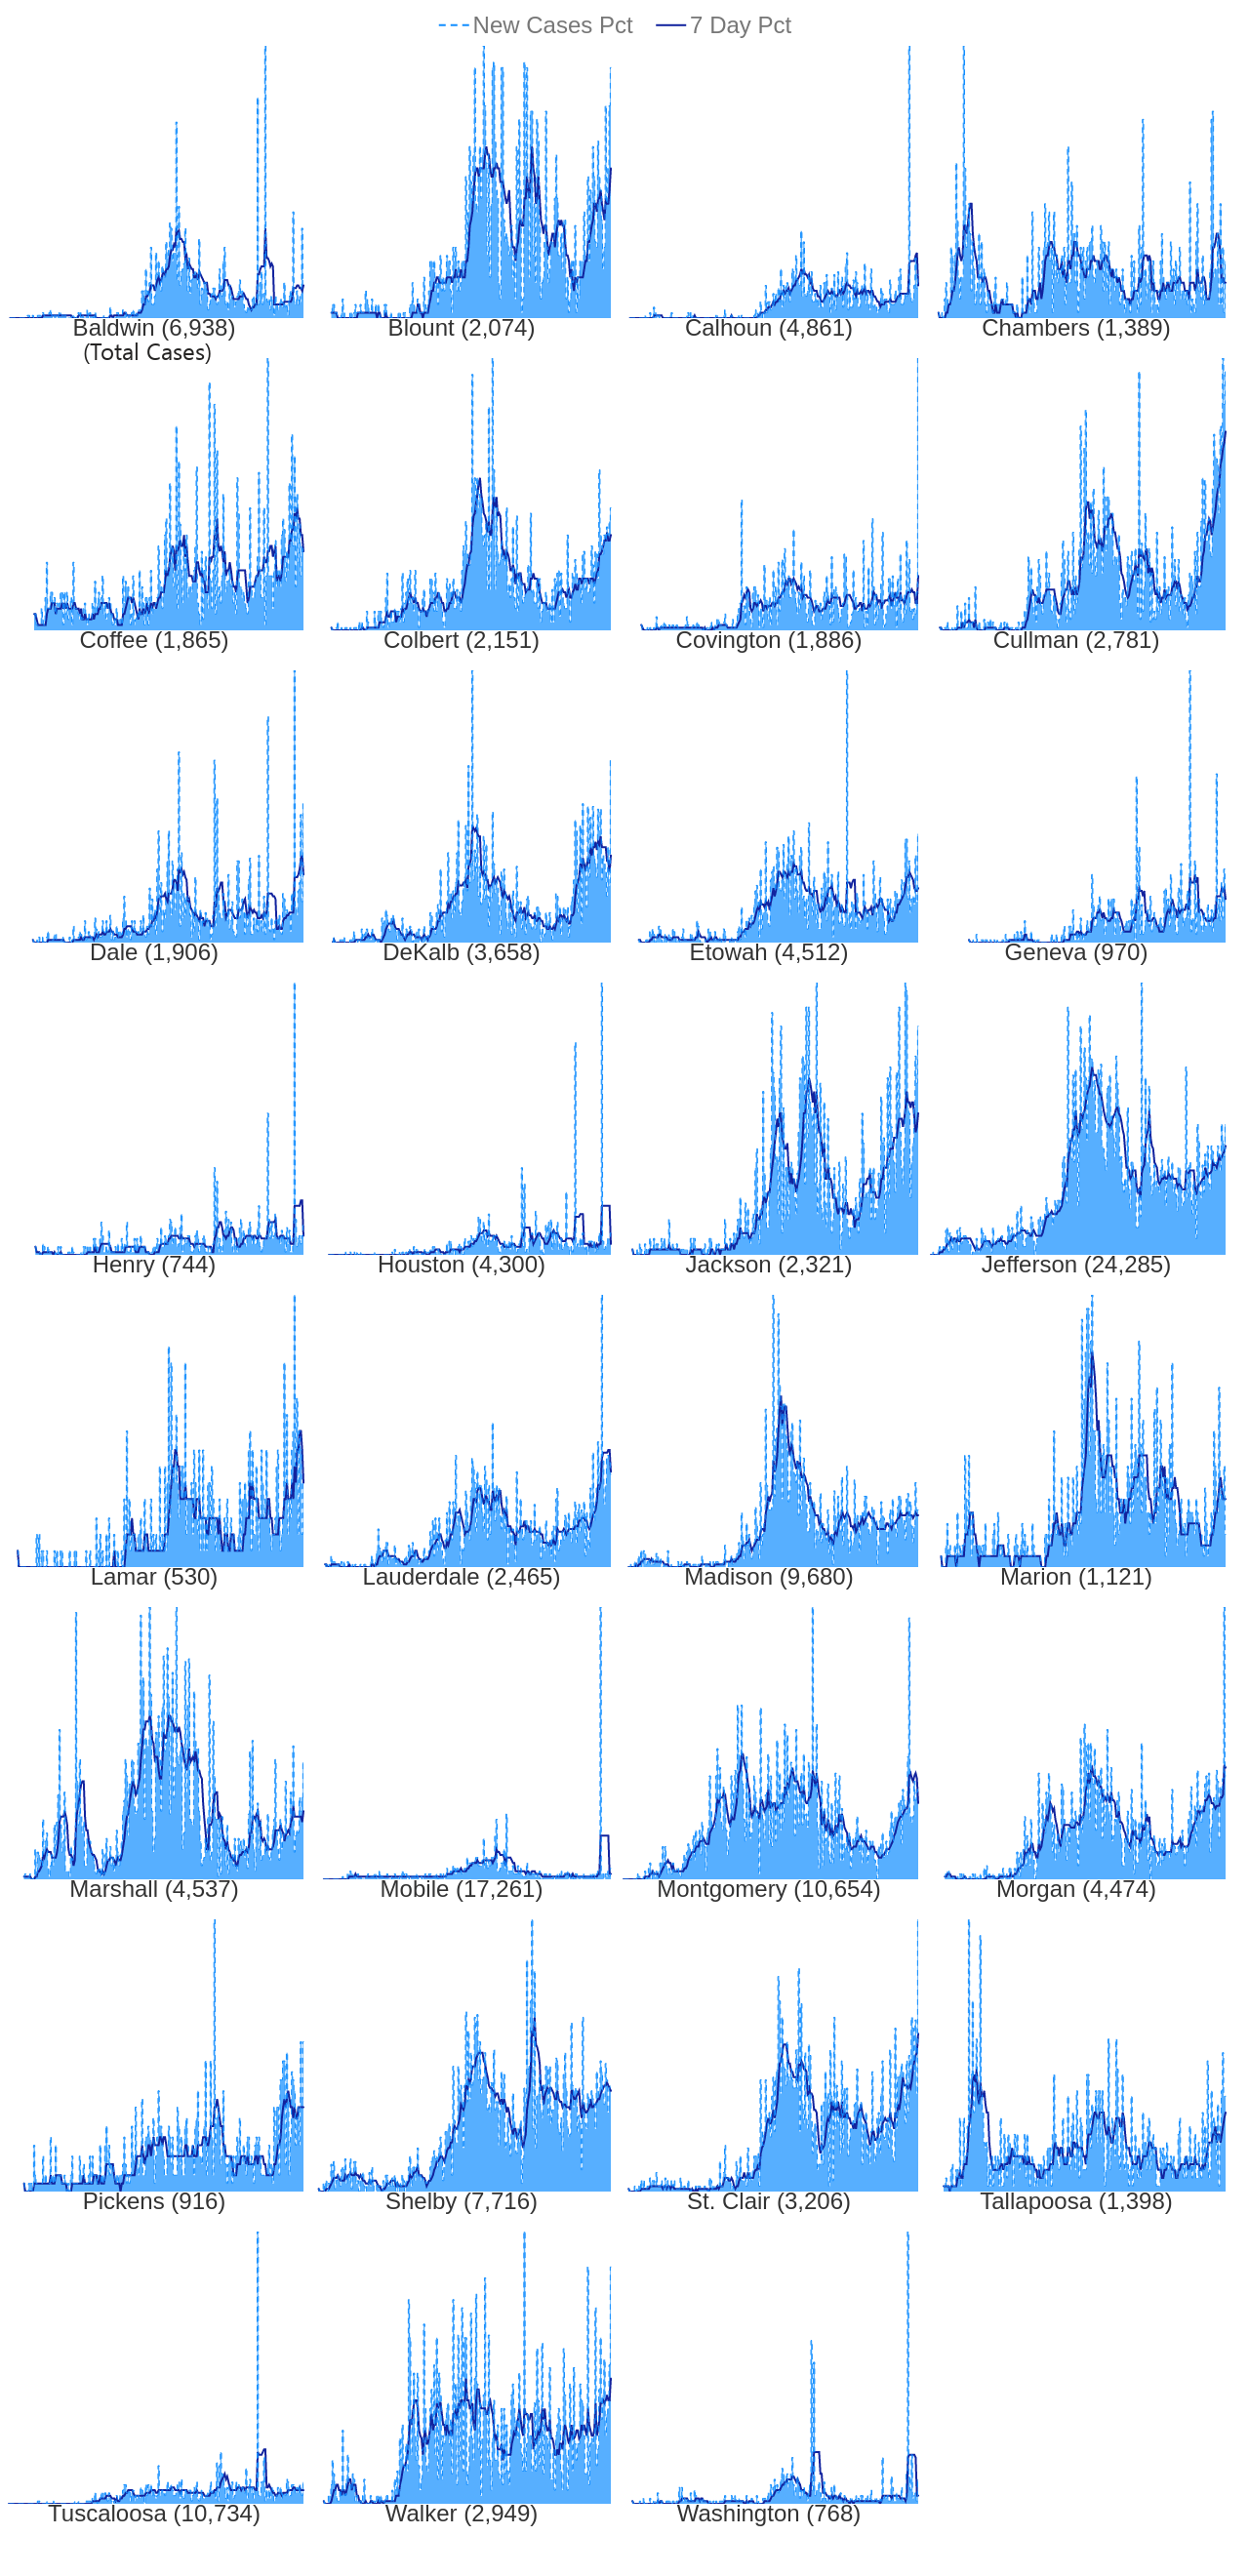 New Cases Pct 7 Day Pct
Baldwin (6,938) Blount (2,074) Calhoun (4,861) Chambers (1,389)
(Total Cases)
Coffee (1,865) Colbert (2,151) Covington (1,886) Cullman (2,781)
Dale (1,906) DeKalb (3,658) Etowah (4,512) Geneva (970)
Henry (744) Houston (4,300) Jackson (2,321) Jefferson (24,285)
Lamar (530) Lauderdale (2,465) Madison (9,680) Marion (1,121)
Marshall (4,537) Mobile (17,261) Montgomery (10,654) Morgan (4,474)
Pickens (916) Shelby (7,716) St. Clair (3,206) Tallapoosa (1,398)
Tuscaloosa (10,734) Walker (2,949) Washington (768)